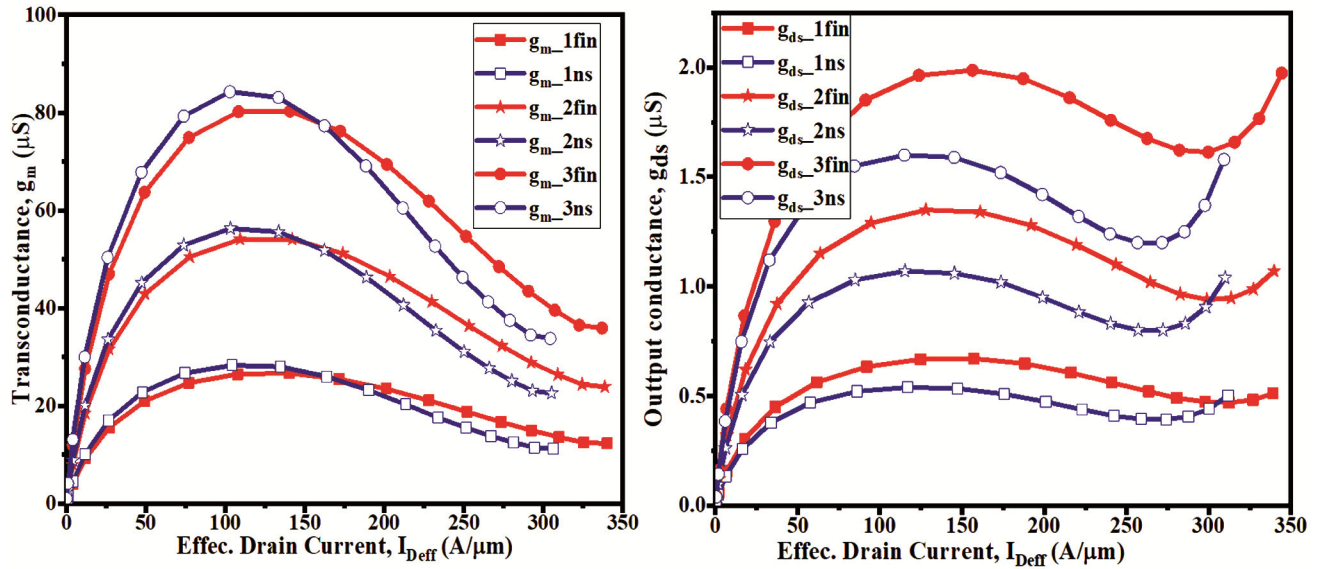 100
80
60
40
20
0
0 50 100 150 200 250 300 350
Transconductance, gm (μS)
Effec. Drain Current, IDeff (A/μm)
gm_1fin
gm_1ns
gm_2fin
gm_2ns
gm_3fin
gm_3ns
2.0
1.5
1.0
0.5
0.0
0 50 100 150 200 250 300 350
Outtput conductance, gds (μS)
Effec. Drain Current, IDeff (A/μm)
gds_1fin
gds_1ns
gds_2fin
gds_2ns
gds_3fin
gds_3ns